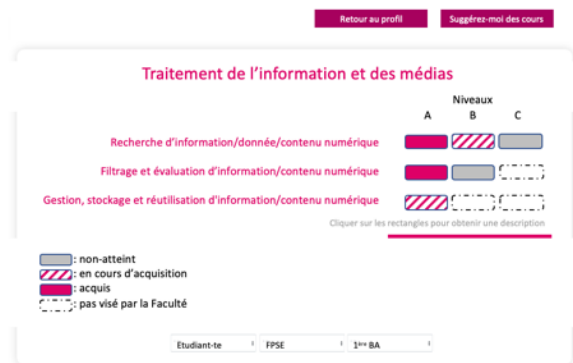 Retour au profil
Suggérez-moi des cours
Traitement de l'information et des médias
Niveaux
A B C
Recherche d'information/donnée/contenu numérique
Filtrage et évaluation d'information/contenu numérique
Gestion, stockage et réutilisation d'information/contenu numérique
Cliquer sur les rectangles pour obtenir une description
: non-atteint
: en cours d'acquisition
: acquis
: pas visé par la Faculté
Etudiant-te FPSE 1ère BA